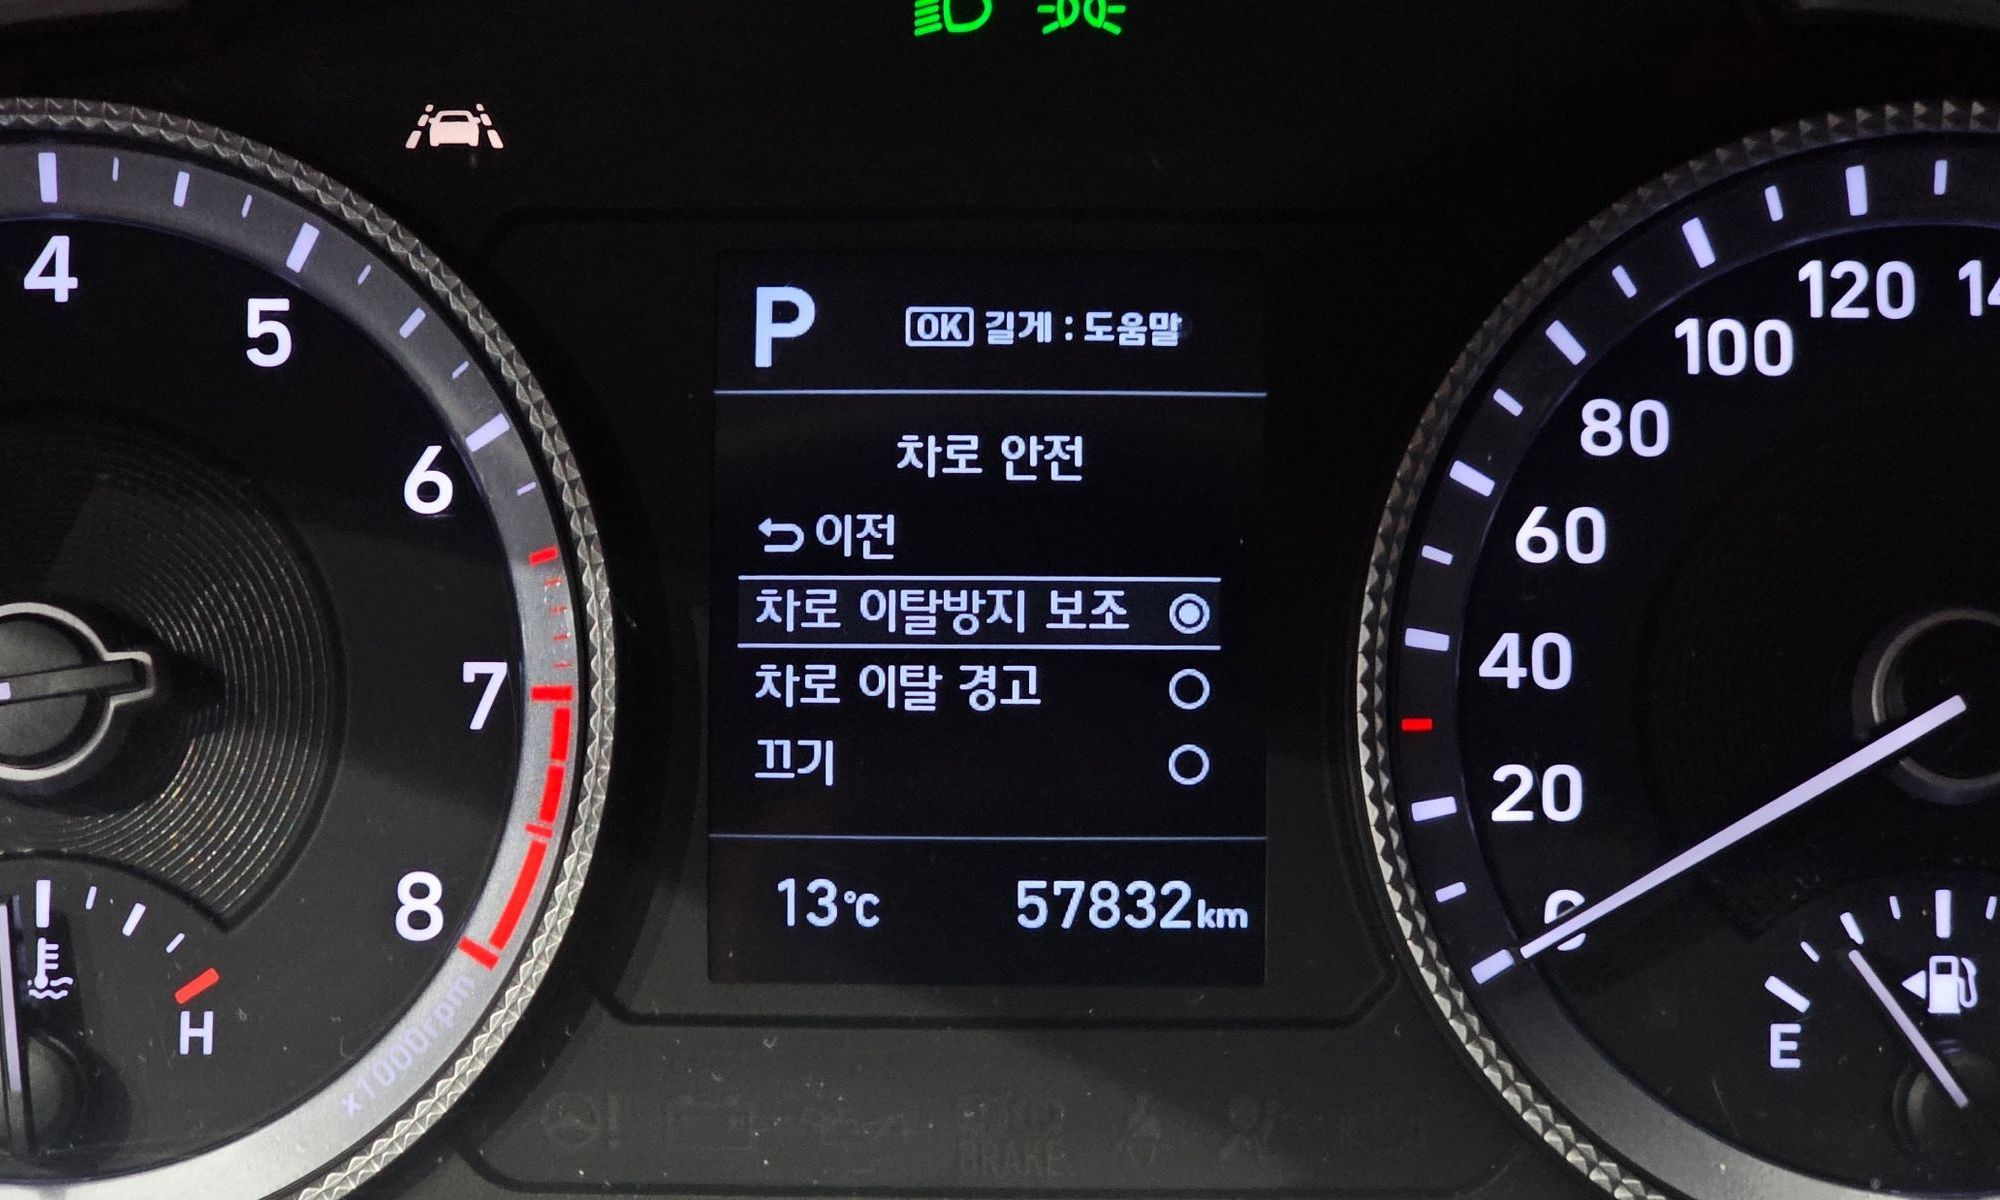 P
OK 길게 : 도움말
차로 안전
이전
차로 이탈방지 보조
차로 이탈 경고
끄기
13℃ 57832km
4
5
6
7
8
x1000rpm
H
120
100
80
60
40
20
0
E
BRAKE